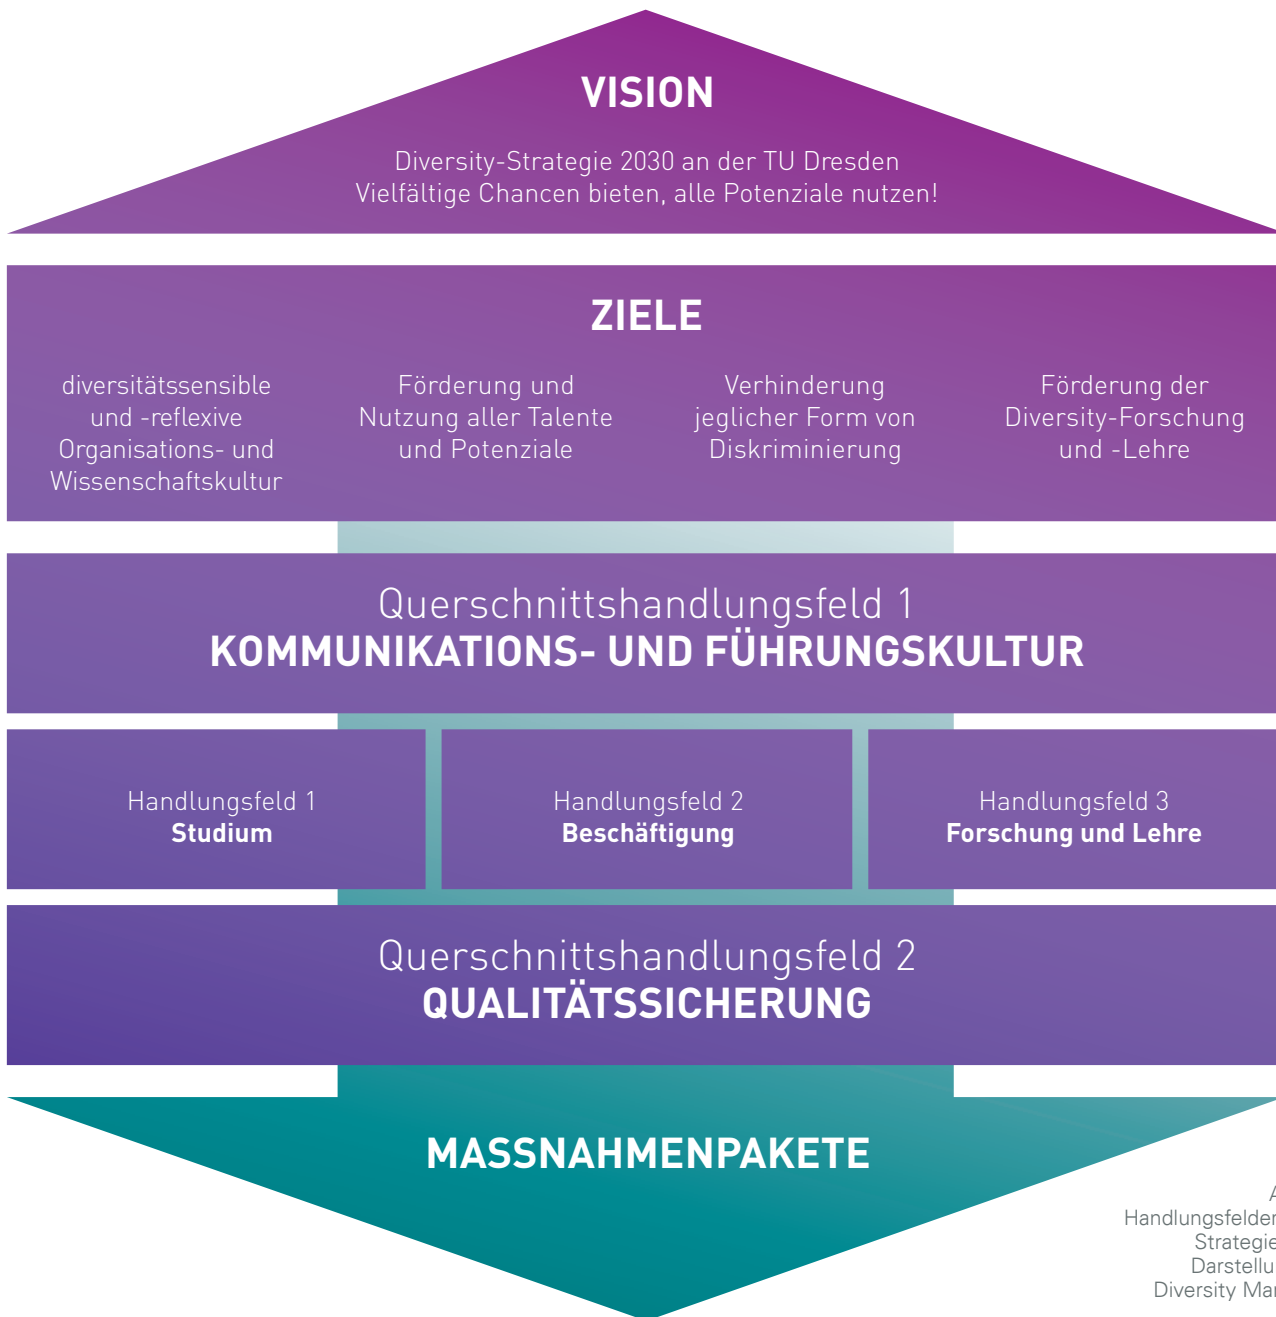 VISION
Diversity-Strategie 2030 an der TU Dresden
Vielfältige Chancen bieten, alle Potenziale nutzen!
ZIELE
diversitätssensible
und -reflexive
Organisations- und
Wissenschaftskultur
Förderung und
Nutzung aller Talente
und Potenziale
Verhinderung
jeglicher Form von
Diskriminierung
Förderung der
Diversity-Forschung
und -Lehre
Querschnittshandlungsfeld 1
KOMMUNIKATIONS- UND FÜHRUNGSKULTUR
Handlungsfeld 1
Studium
Handlungsfeld 2
Beschäftigung
Handlungsfeld 3
Forschung und Lehre
Querschnittshandlungsfeld 2
QUALITÄTSSICHERUNG
MASSNAHMENPAKETE
Handlungsfelder
Strategie
Diversity